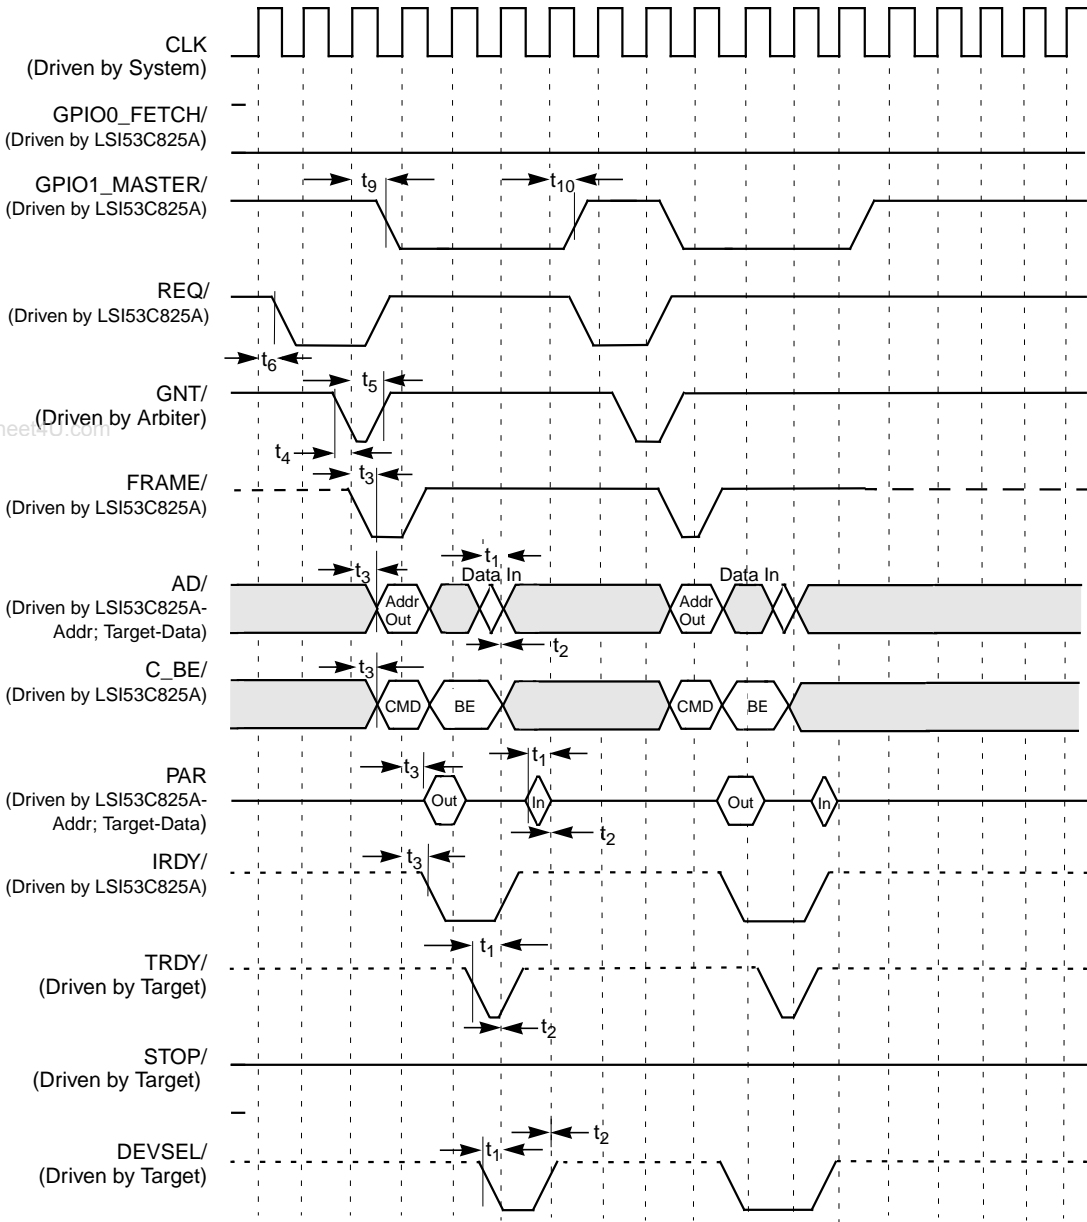 CLK
(Driven by System)
GPIO0_FETCH/
(Driven by LSI53C825A)
GPIO1_MASTER/
(Driven by LSI53C825A)
t9
t10
REQ/
(Driven by LSI53C825A)
t6
t5
GNT/
(Driven by Arbiter)
heet4U.com
t4
t3
FRAME/
(Driven by LSI53C825A)
t1
t3
Data In
Data In
AD/
(Driven by LSI53C825A-
Addr; Target-Data)
Addr
Out
Addr
Out
t2
t3
C_BE/
(Driven by LSI53C825A)
CMD
BE
CMD
BE
t1
t3
PAR
(Driven by LSI53C825A-
Addr; Target-Data)
Out
In
Out
In
t2
t3
IRDY/
(Driven by LSI53C825A)
t1
TRDY/
(Driven by Target)
t2
STOP/
(Driven by Target)
t2
t1
DEVSEL/
(Driven by Target)